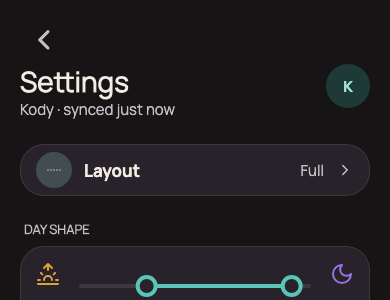 Settings
K
Kody · synced just now
Layout
Full
DAY SHAPE